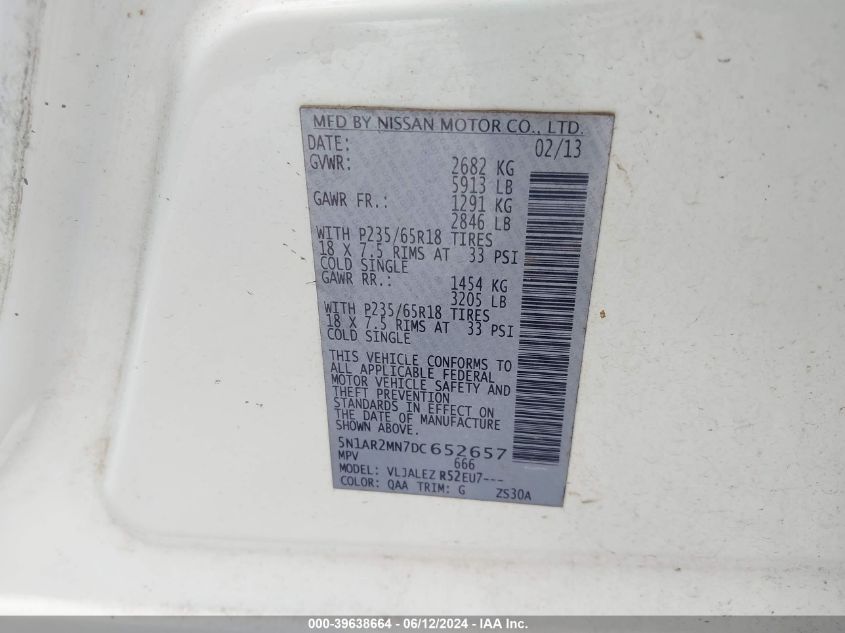 MFD BY NISSAN MOTOR CO., LTD.
DATE: 02/13
GVWR: 2682 KG
5913 LB
GAWR FR.: 1291 KG
2846 LB
WITH P235/65R18 TIRES
18 X 7.5 RIMS AT 33 PSI
COLD SINGLE
GAWR RR.: 1454 KG
3205 LB
WITH P235/65R18 TIRES
18 X 7.5 RIMS AT 33 PSI
COLD SINGLE
THIS VEHICLE CONFORMS TO
ALL APPLICABLE FEDERAL
MOTOR VEHICLE SAFETY AND
THEFT PREVENTION
STANDARDS IN EFFECT ON
THE DATE OF MANUFACTURE
SHOWN ABOVE.
5N1AR2MN7DC652657
MPV 666
MODEL: VLJALEZ R52EU7---
COLOR: QAA TRIM: G ZS30A
000-39638664 - 06/12/2024 - IAA Inc.